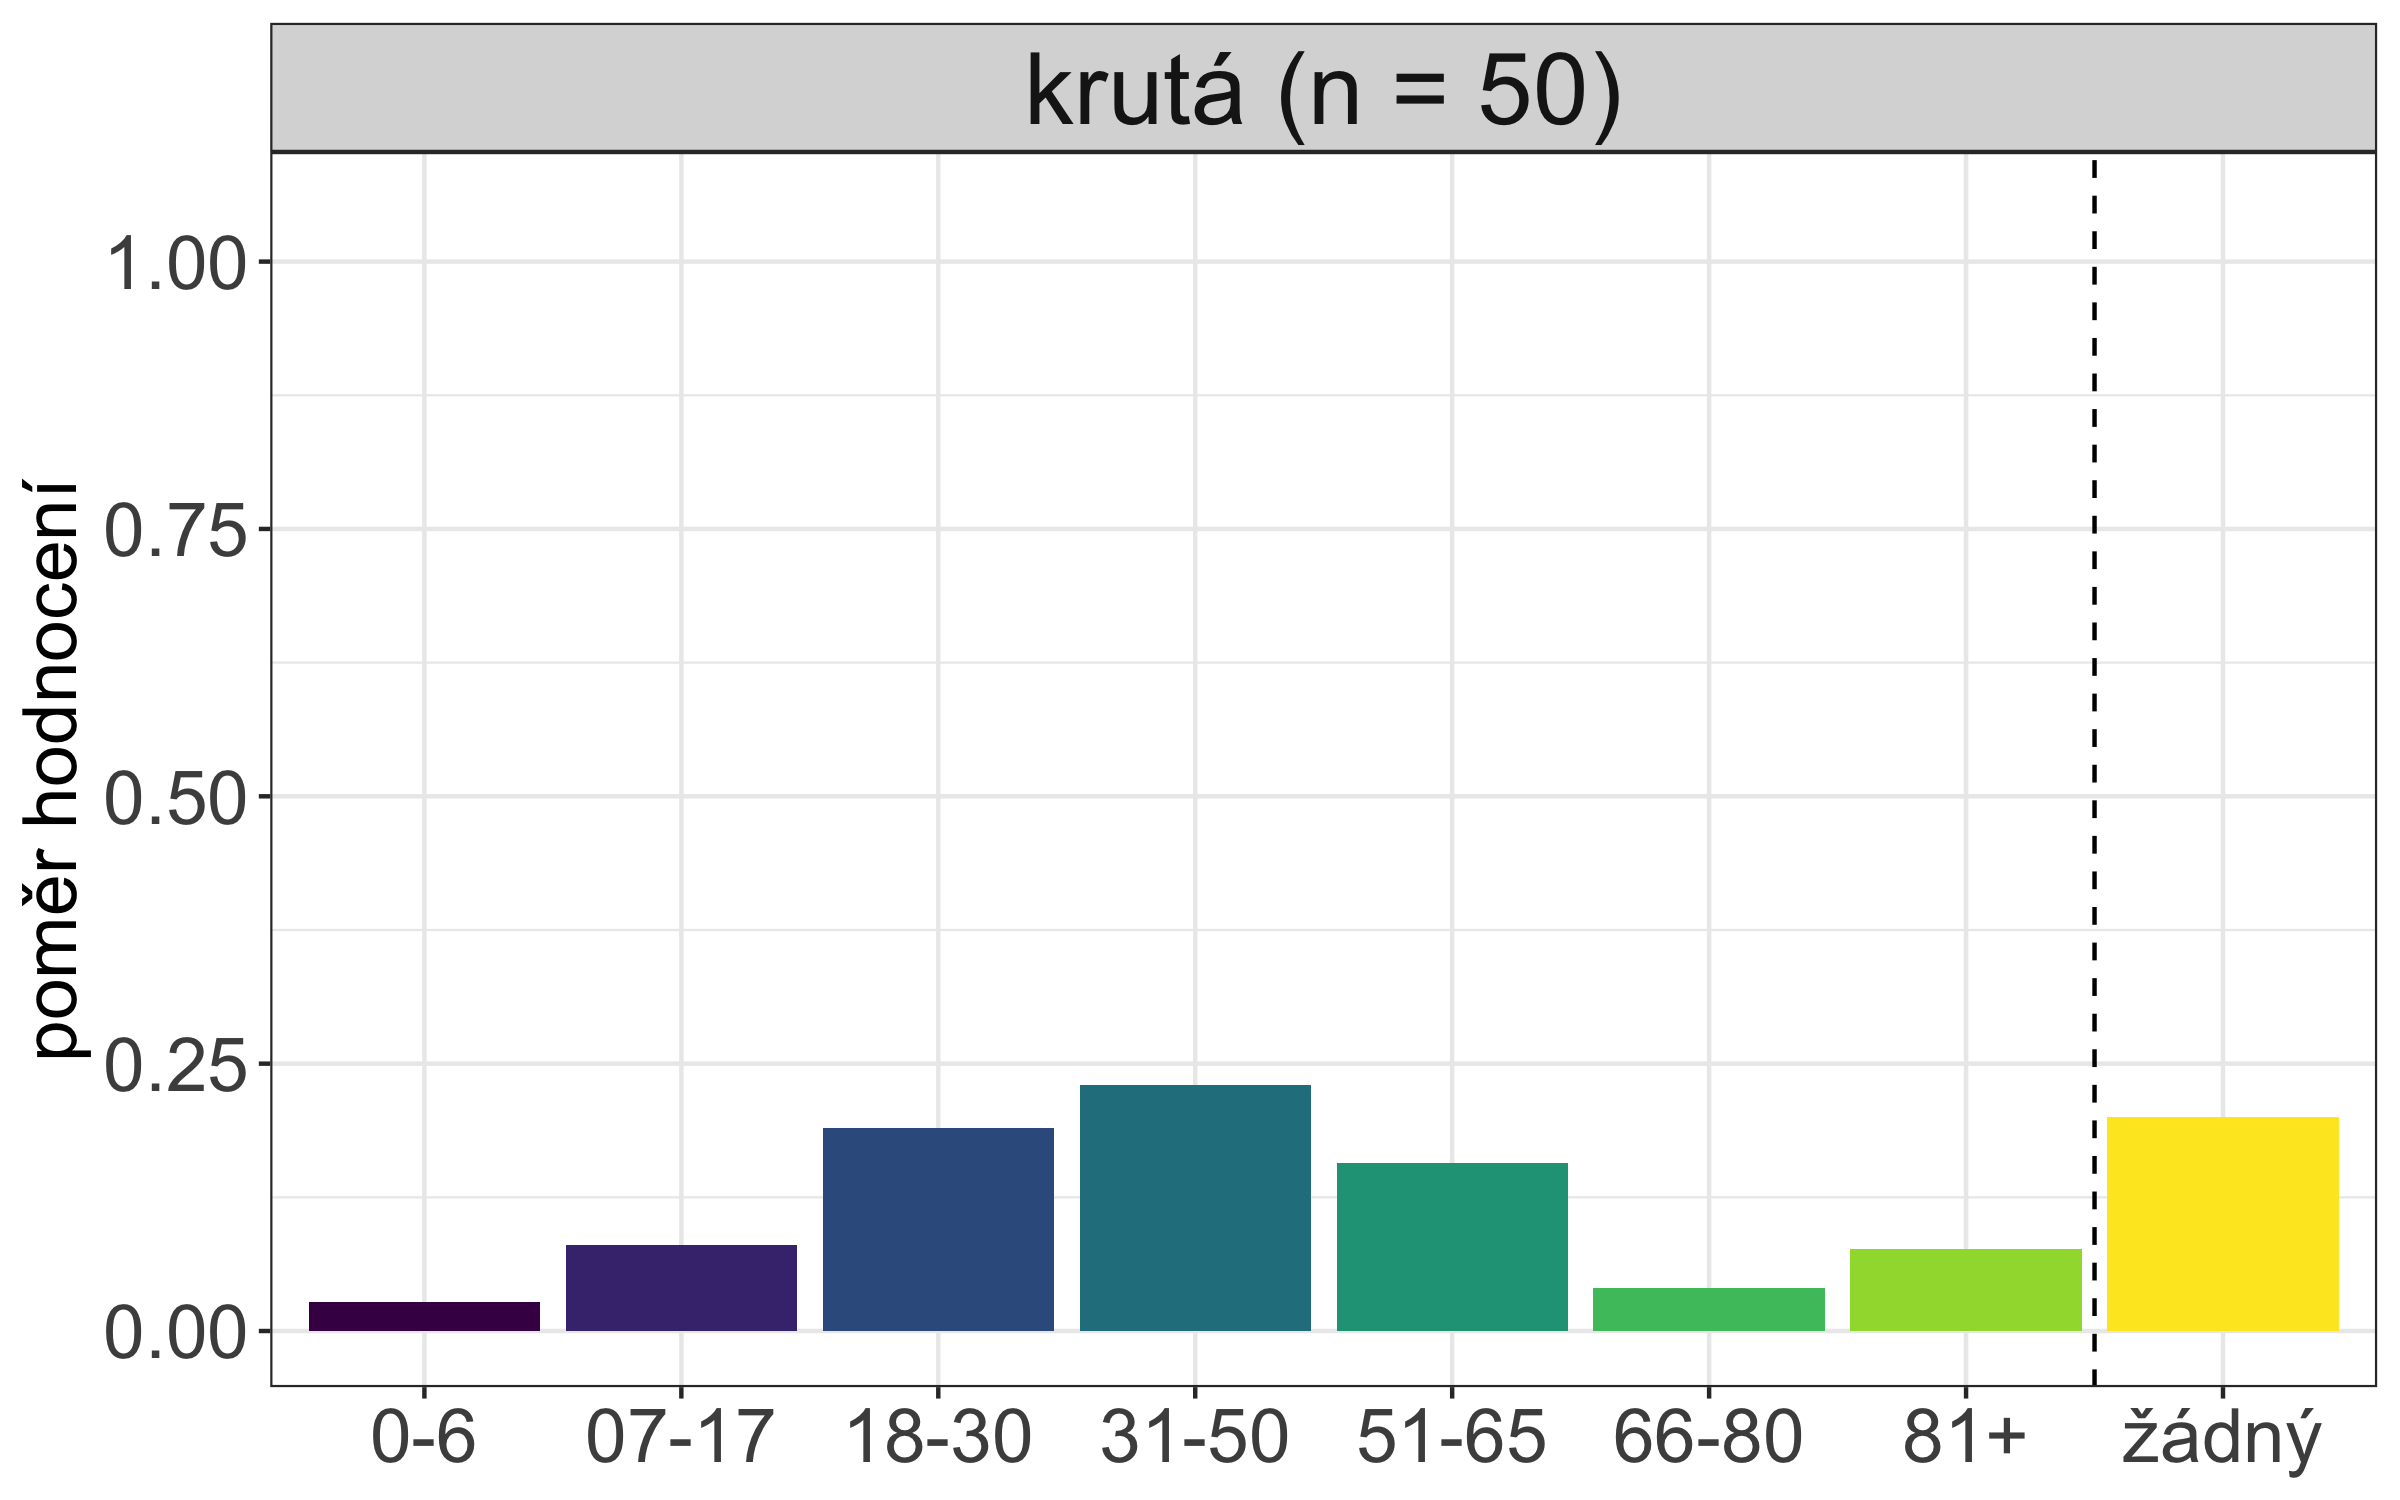 krutá (n = 50)
poměr hodnocení
1.00
0.75
0.50
0.25
0.00
0-6 07-17 18-30 31-50 51-65 66-80 81+ žádný